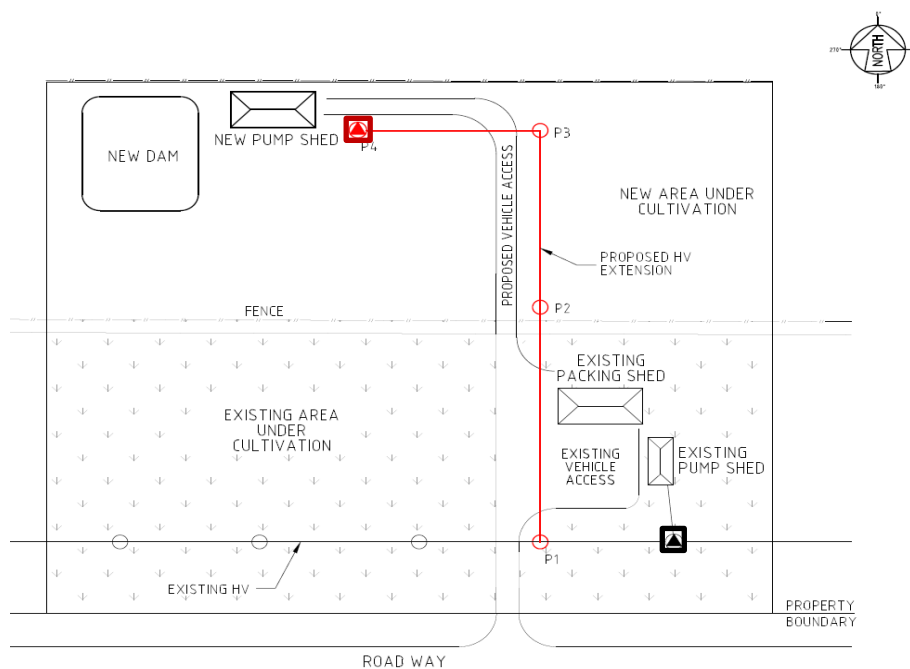 0°
270°
NORTH
180°
NEW PUMP SHED
P4
P3
NEW DAM
PROPOSED VEHICLE ACCESS
NEW AREA UNDER
CULTIVATION
PROPOSED HV
EXTENSION
P2
FENCE
EXISTING
PACKING SHED
EXISTING AREA
UNDER
CULTIVATION
EXISTING
VEHICLE
ACCESS
EXISTING
PUMP SHED
P1
EXISTING HV
PROPERTY
BOUNDARY
ROAD WAY